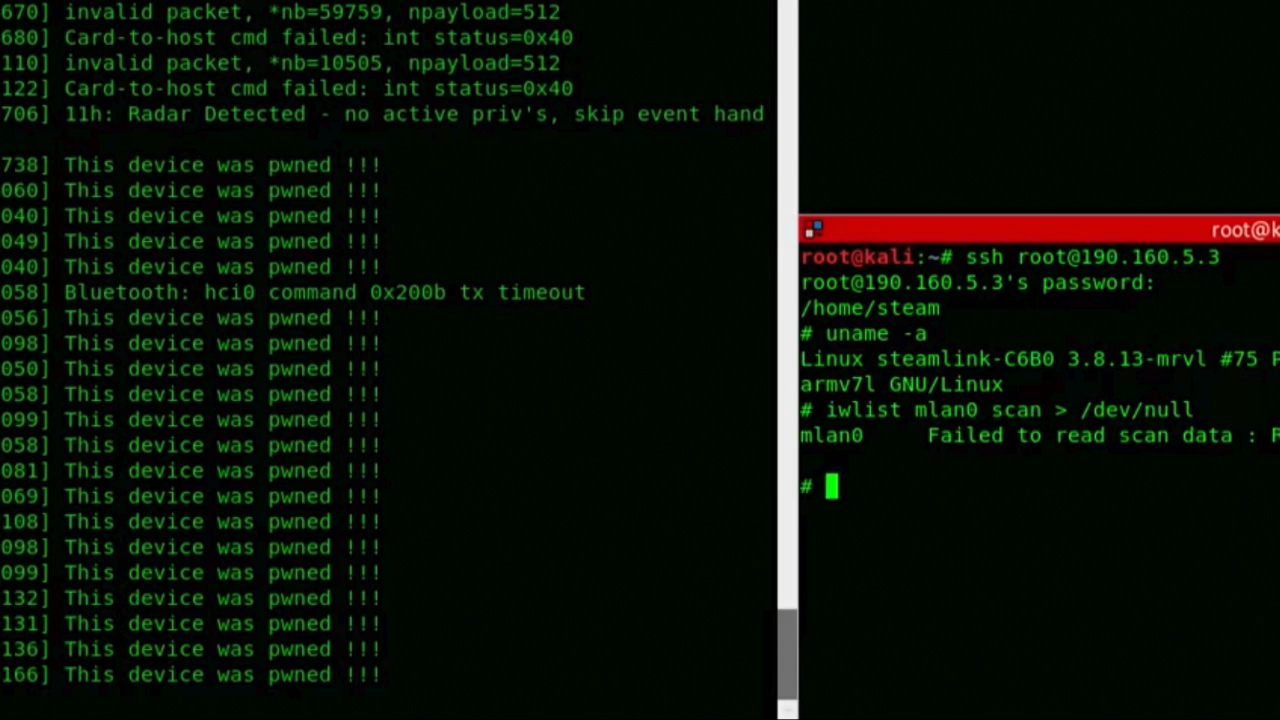 670] invalid packet, *nb=59759, npayload=512
680] Card-to-host cmd failed: int status=0x40
110] invalid packet, *nb=10505, npayload=512
122] Card-to-host cmd failed: int status=0x40
706] 11h: Radar Detected - no active priv's, skip event hand
738] This device was pwned !!!
060] This device was pwned !!!
040] This device was pwned !!!
049] This device was pwned !!!
040] This device was pwned !!!
058] Bluetooth: hci0 command 0x200b tx timeout
056] This device was pwned !!!
098] This device was pwned !!!
050] This device was pwned !!!
058] This device was pwned !!!
099] This device was pwned !!!
058] This device was pwned !!!
081] This device was pwned !!!
069] This device was pwned !!!
108] This device was pwned !!!
098] This device was pwned !!!
099] This device was pwned !!!
132] This device was pwned !!!
131] This device was pwned !!!
136] This device was pwned !!!
166] This device was pwned !!!
root@k
root@kali:~# ssh root@190.160.5.3
root@190.160.5.3's password:
/home/steam
# uname -a
Linux steamlink-C6B0 3.8.13-mrvl #75
armv7l GNU/Linux
# iwlist mlan0 scan > /dev/null
mlan0 Failed to read scan data :
#